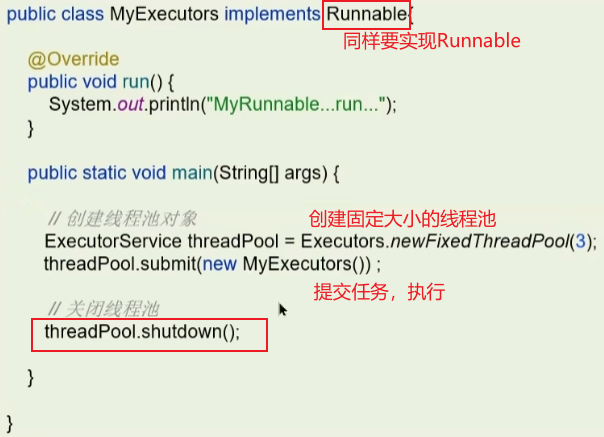 public class MyExecutors implements Runnable{
同样要实现Runnable
@Override
public void run() {
System.out.println("MyRunnable...run...");
}
public static void main(String[] args) {
// 创建线程池对象 创建固定大小的线程池
ExecutorService threadPool = Executors.newFixedThreadPool(3);
threadPool.submit(new MyExecutors()) ;
提交任务，执行
// 关闭线程池
threadPool.shutdown();
}
}